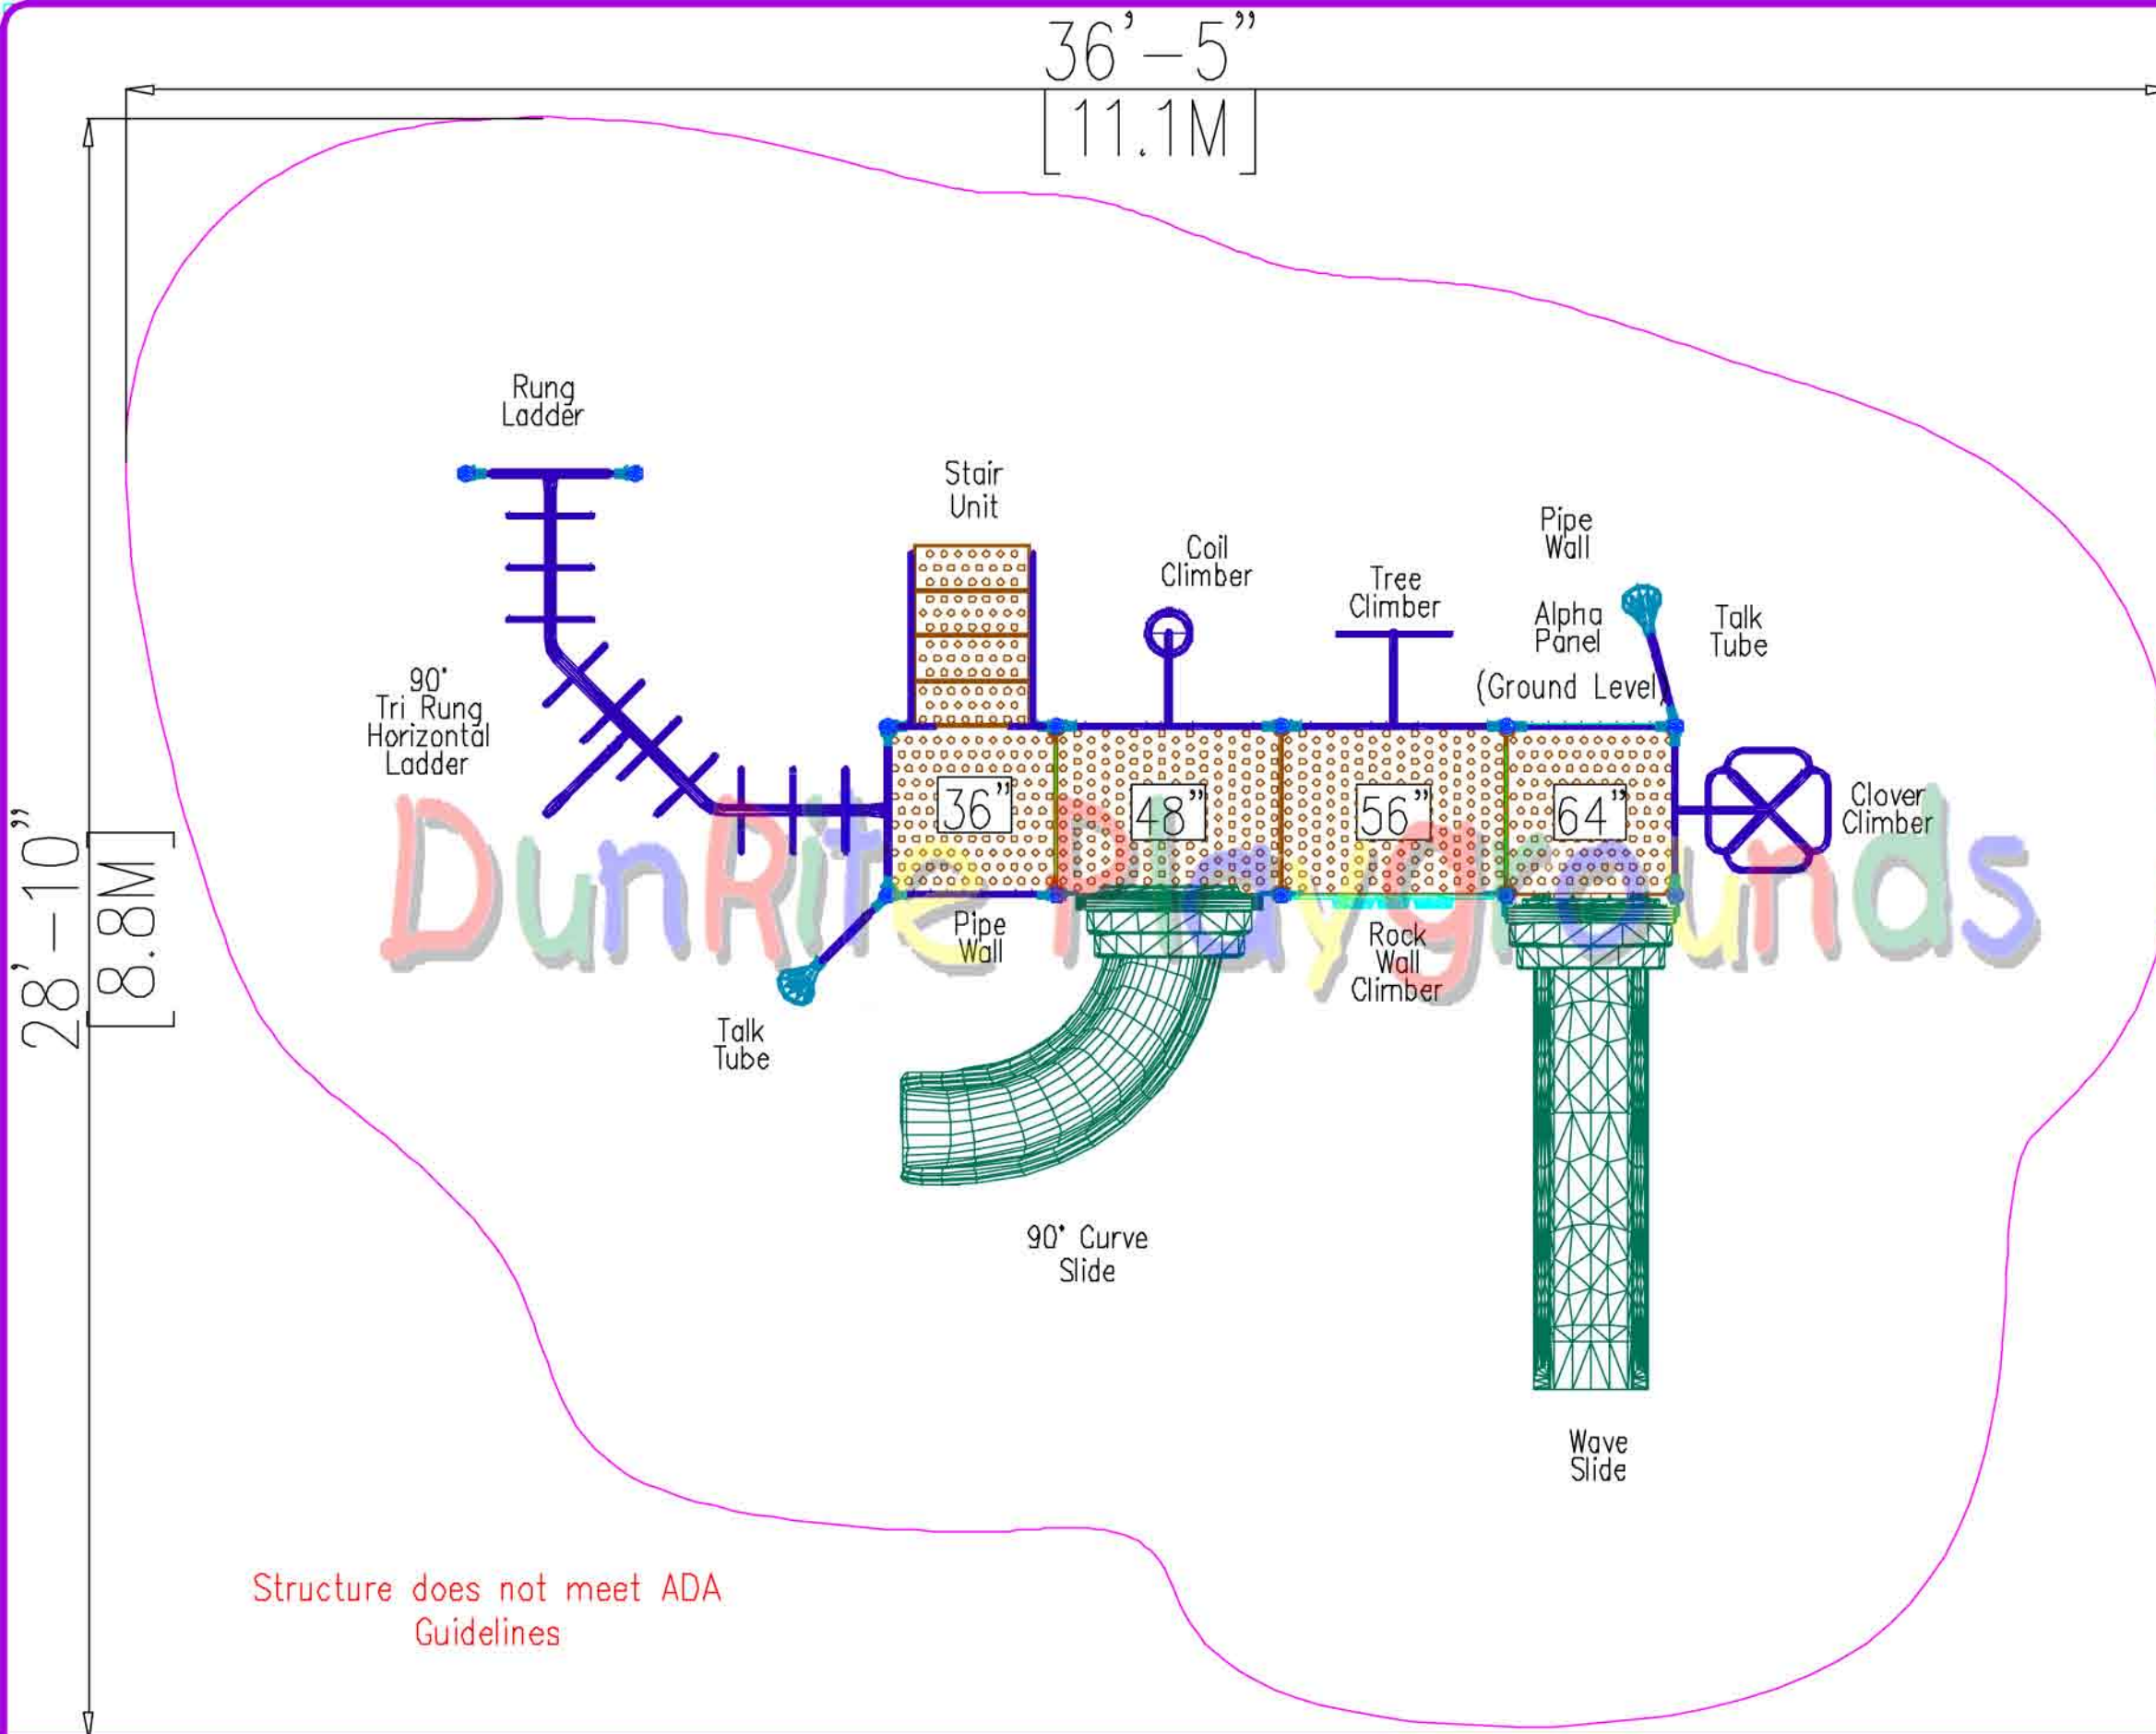 36’-5”
[11.1M]
Rung
Ladder
Stair
Unit
Coil
Climber
Tree
Climber
Pipe
Wall
Alpha
Panel
(Ground Level)
Talk
Tube
90°
Tri Rung
Horizontal
Ladder
36”
48”
56”
64”
Clover
Climber
28’-10”
[8.8M]
DunRite Playgrounds
Pipe
Wall
Rock
Wall
Climber
Talk
Tube
90° Curve
Slide
Wave
Slide
Structure does not meet ADA
Guidelines